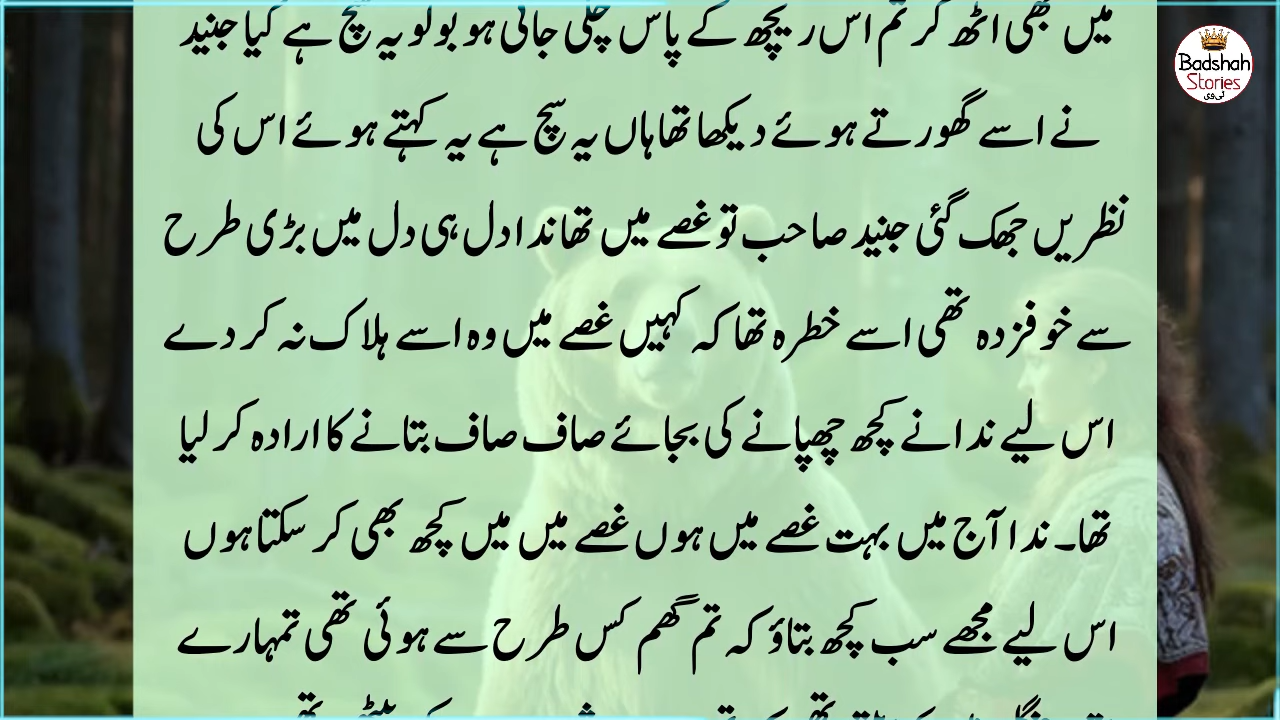 میں بھی اٹھ کر تم اس ریچھ کے پاس چلی جاتی ہو بولو یہ سچ ہے کیا جنید
نے اسے گھورتے ہوئے دیکھا تھا ہاں یہ سچ ہے یہ کہتے ہوئے اس کی
نظریں جھک گئی جنید صاحب تو غصے میں تھا ندا دل ہی دل میں بڑی طرح
سے خوفزدہ تھی اسے خطرہ تھا کہ کہیں غصے میں وہ اسے ہلاک نہ کر دے
اس لیے ندا نے کچھ چھپانے کی بجائے صاف صاف بتانے کا ارادہ کر لیا
تھا۔ ندا آج میں بہت غصے میں ہوں غصے میں میں کچھ بھی کر سکتا ہوں
اس لیے مجھے سب کچھ بتاؤ کہ تم گھم کس طرح سے ہوئی تھی تمہارے
Badshah
Stories
ٹی وی